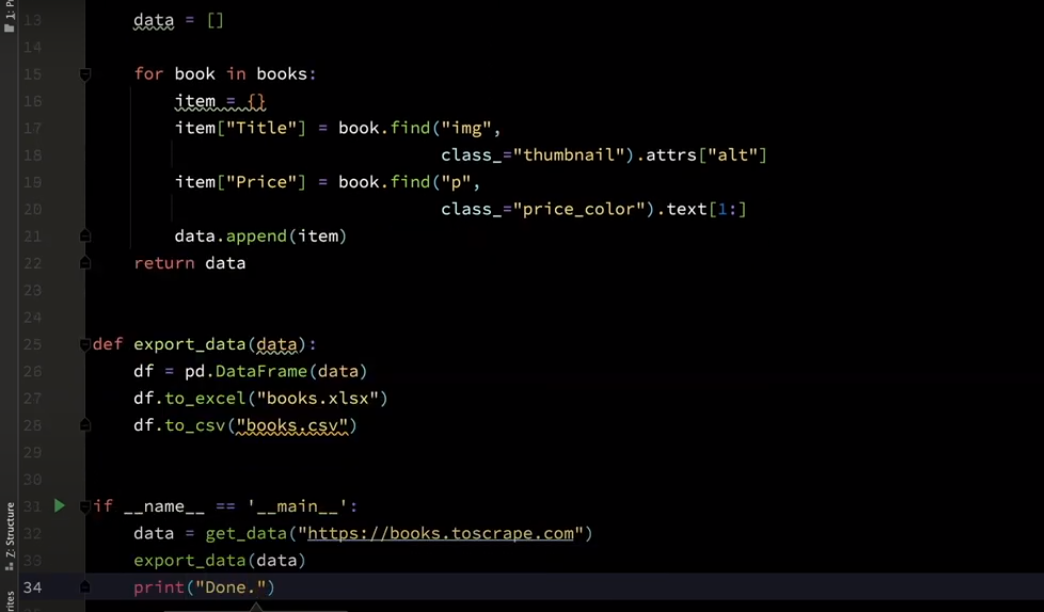 1: P
13 data = []
14
15 for book in books:
16 item = {}
17 item["Title"] = book.find("img",
18 class_="thumbnail").attrs["alt"]
19 item["Price"] = book.find("p",
20 class_="price_color").text[1:]
21 data.append(item)
22 return data
23
24
25 def export_data(data):
26 df = pd.DataFrame(data)
27 df.to_excel("books.xlsx")
28 df.to_csv("books.csv")
29
30
31 if __name__ == '__main__':
32 data = get_data("https://books.toscrape.com")
33 export_data(data)
34 print("Done.")
Z: Structure
rites